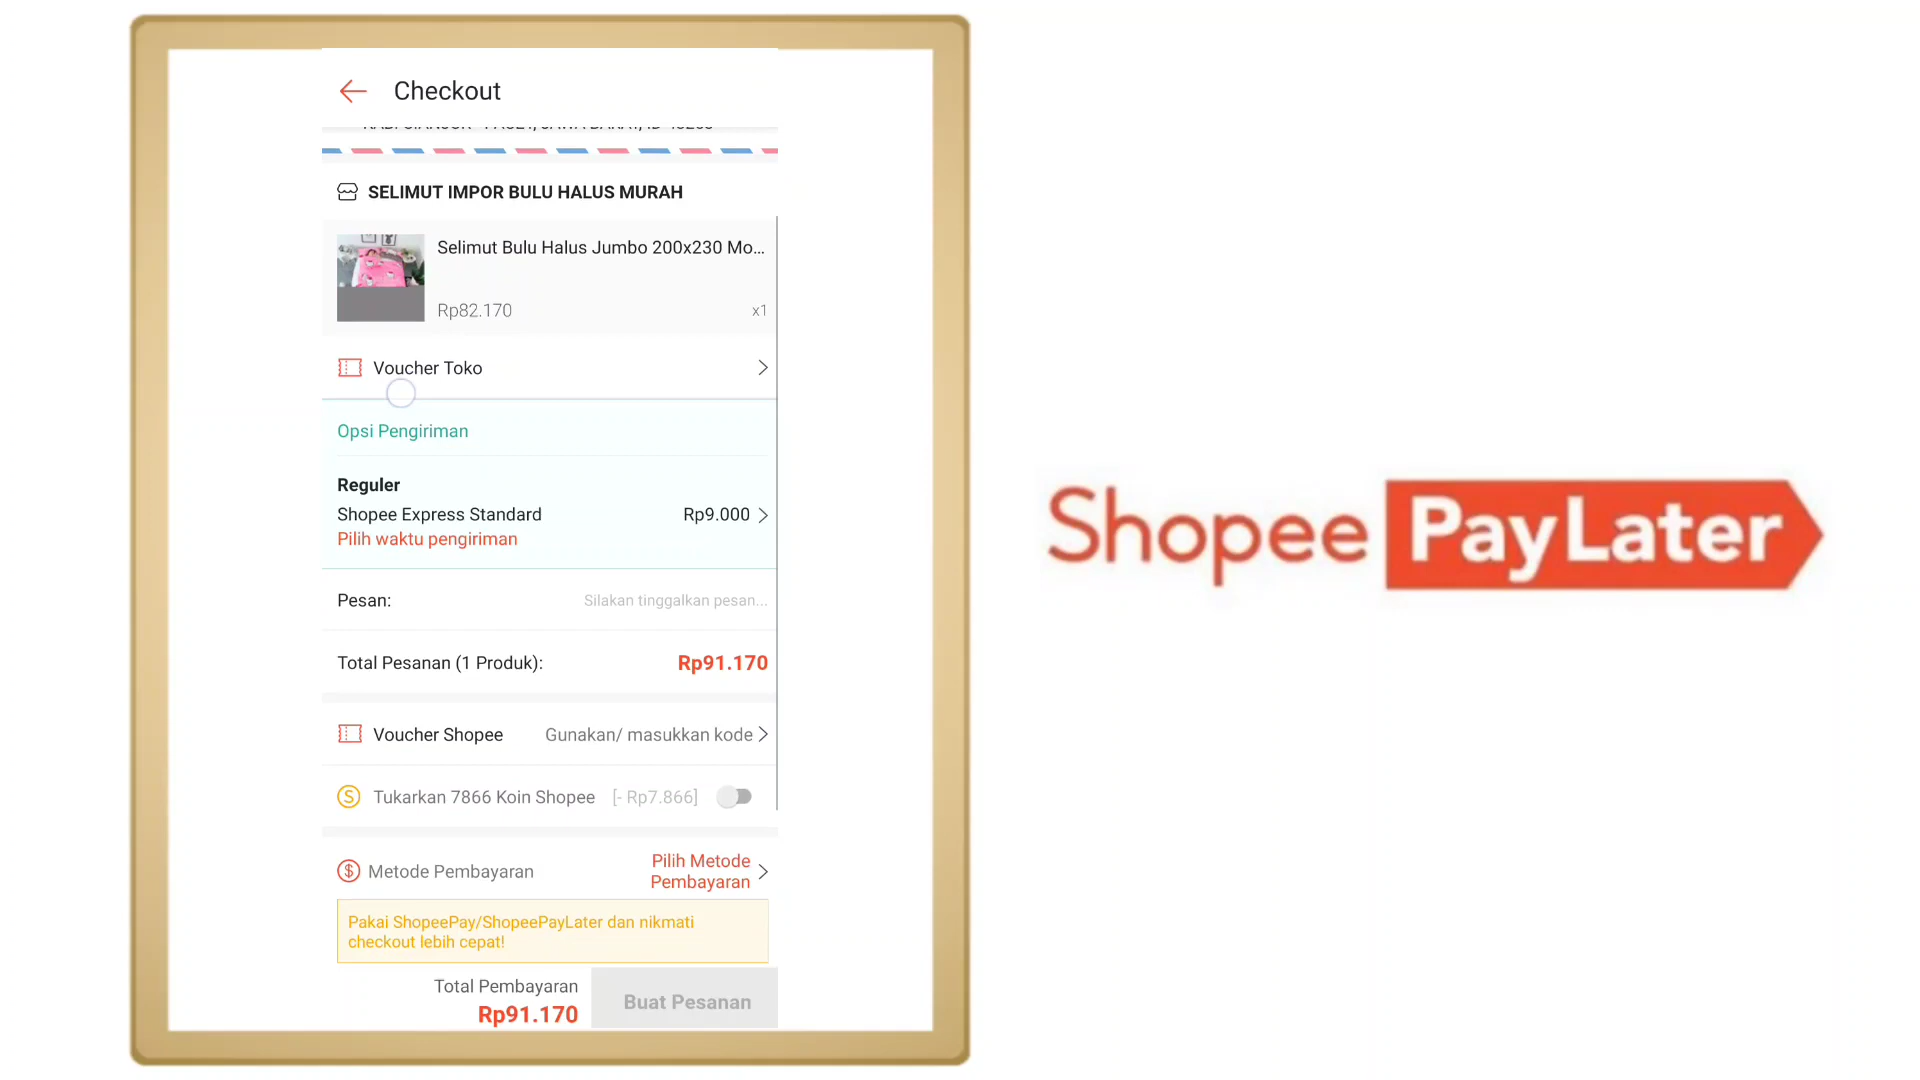 Checkout
SELIMUT IMPOR BULU HALUS MURAH
Selimut Bulu Halus Jumbo 200x230 Mo...
Rp82.170 x1
Voucher Toko
Opsi Pengiriman
Reguler
Shopee Express Standard Rp9.000
Pilih waktu pengiriman
Pesan: Silakan tinggalkan pesan...
Total Pesanan (1 Produk): Rp91.170
Voucher Shopee Gunakan/ masukkan kode
Tukarkan 7866 Koin Shopee [- Rp7.866]
Metode Pembayaran Pilih Metode
Pembayaran
Pakai ShopeePay/ShopeePayLater dan nikmati
checkout lebih cepat!
Total Pembayaran
Rp91.170
Buat Pesanan
Shopee PayLater